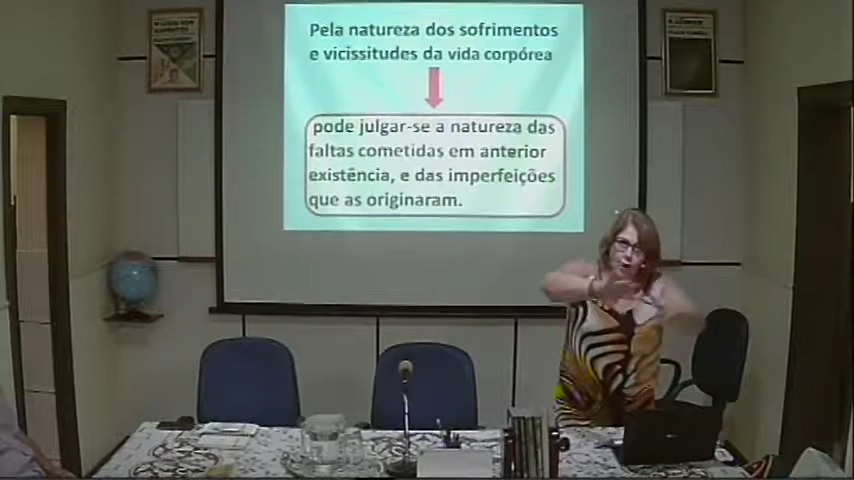 Pela natureza dos sofrimentos
e vicissitudes da vida corpórea
pode julgar-se a natureza das
faltas cometidas em anterior
existência, e das imperfeições
que as originaram.